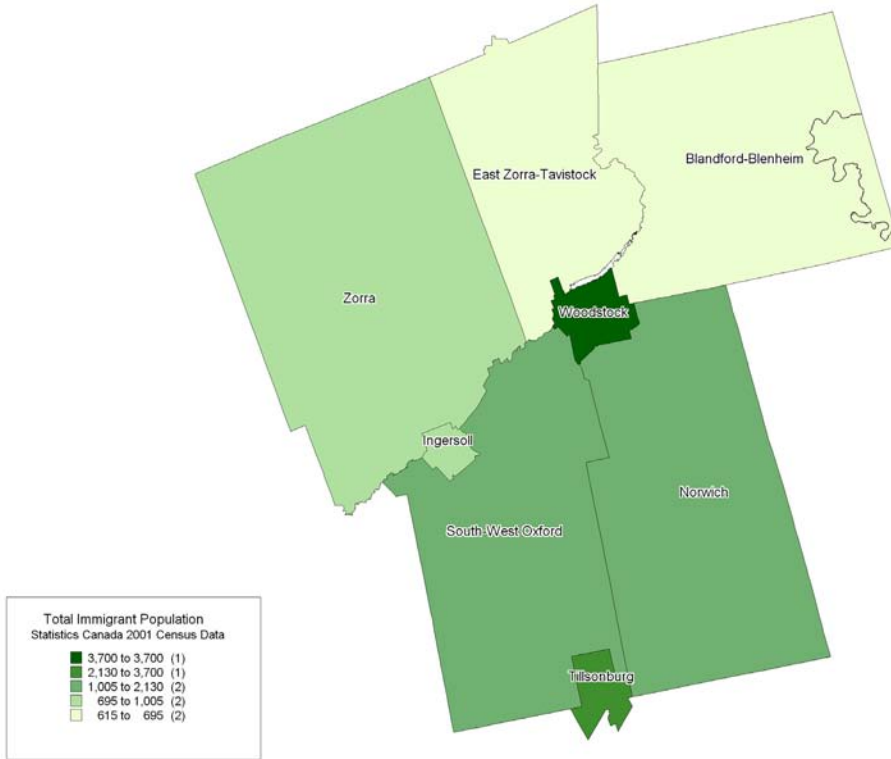 East Zorra-Tavistock
Blandford-Blenheim
Zorra
Woodstock
Ingersoll
Norwich
South-West Oxford
Tillsonburg
Total Immigrant Population
Statistics Canada 2001 Census Data
3,700 to 3,700 (1)
2,130 to 3,700 (1)
1,005 to 2,130 (2)
695 to 1,005 (2)
615 to 695 (2)